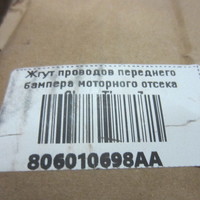 Жгут проводов переднего
бампера моторного отсека
806010698AA